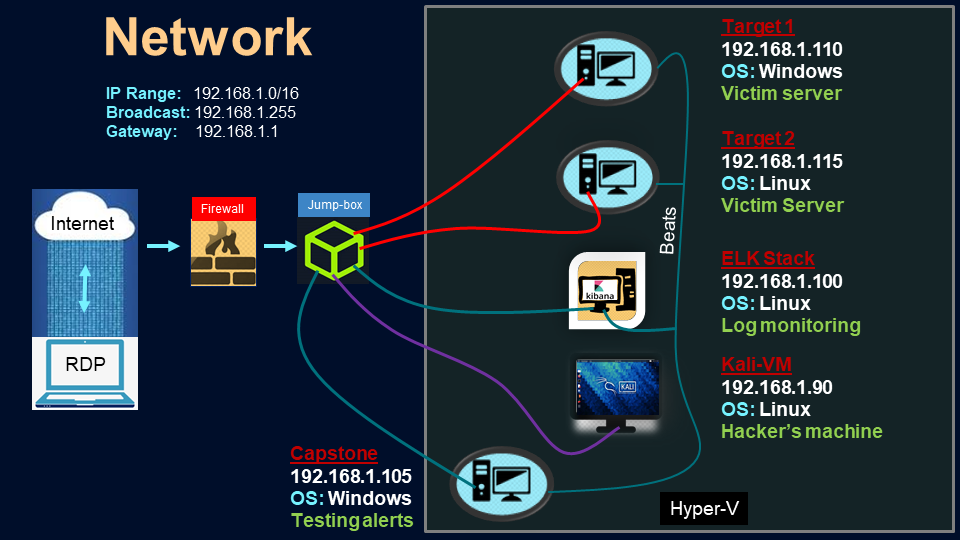 Network
IP Range: 192.168.1.0/16
Broadcast: 192.168.1.255
Gateway: 192.168.1.1
Internet
RDP
Firewall
Jump-box
Target 1
192.168.1.110
OS: Windows
Victim server
Target 2
192.168.1.115
OS: Linux
Victim Server
Beats
ELK Stack
192.168.1.100
OS: Linux
Log monitoring
kibana
Kali-VM
192.168.1.90
OS: Linux
Hacker's machine
KALI
Capstone
192.168.1.105
OS: Windows
Testing alerts
Hyper-V